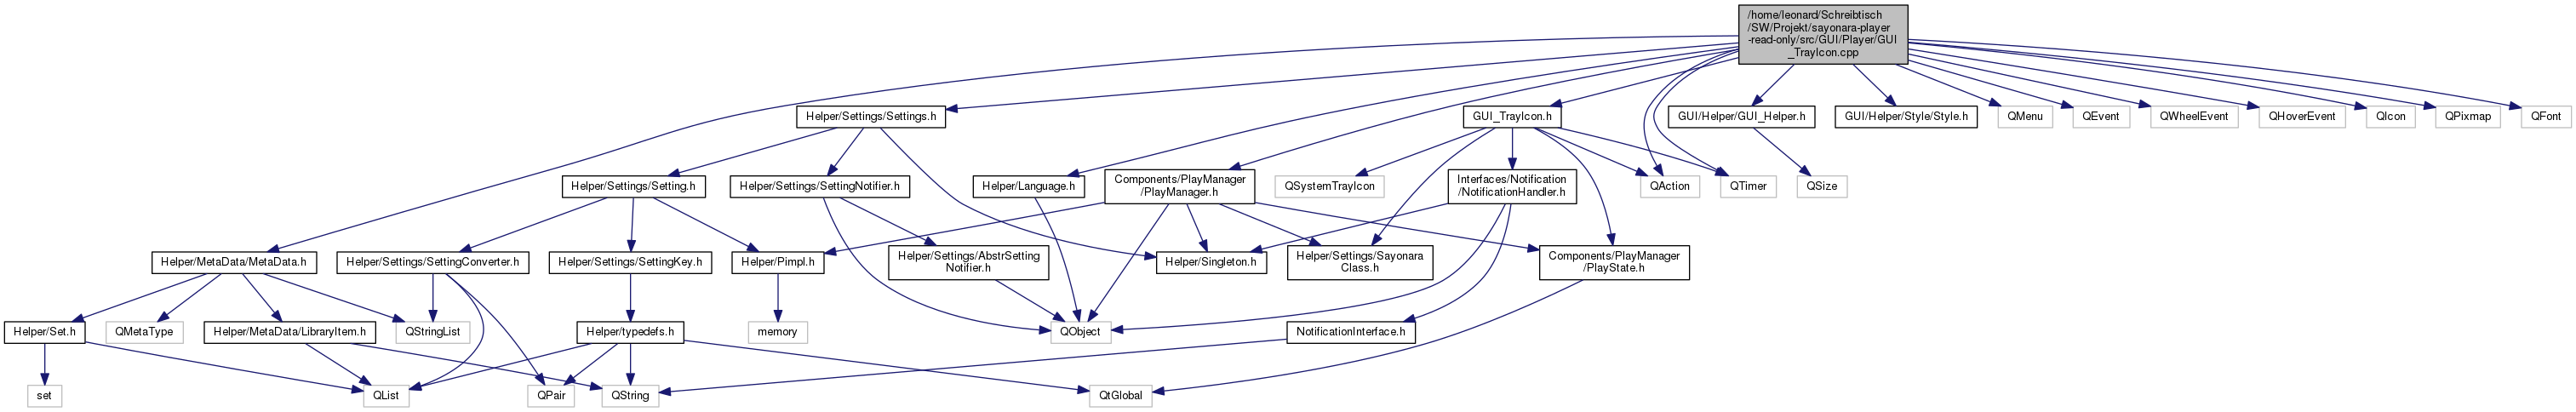 /home/leonard/Schreibtisch
/SW/Projekt/sayonara-player
-read-only/src/GUI/Player/GUI
_TrayIcon.cpp
Helper/Settings/Settings.h
GUI_TrayIcon.h
GUI/Helper/GUI_Helper.h
GUI/Helper/Style/Style.h
QMenu
QEvent
QWheelEvent
QHoverEvent
QIcon
QPixmap
QFont
Helper/Settings/Setting.h
Helper/Settings/SettingNotifier.h
Helper/Language.h
Components/PlayManager
/PlayManager.h
QSystemTrayIcon
Interfaces/Notification
/NotificationHandler.h
QAction
QTimer
QSize
Helper/MetaData/MetaData.h
Helper/Settings/SettingConverter.h
Helper/Settings/SettingKey.h
Helper/Pimpl.h
Helper/Settings/AbstrSetting
Notifier.h
Helper/Singleton.h
Helper/Settings/Sayonara
Class.h
Components/PlayManager
/PlayState.h
Helper/Set.h
QMetaType
Helper/MetaData/LibraryItem.h
QStringList
Helper/typedefs.h
memory
QObject
NotificationInterface.h
set
QList
QPair
QString
QtGlobal